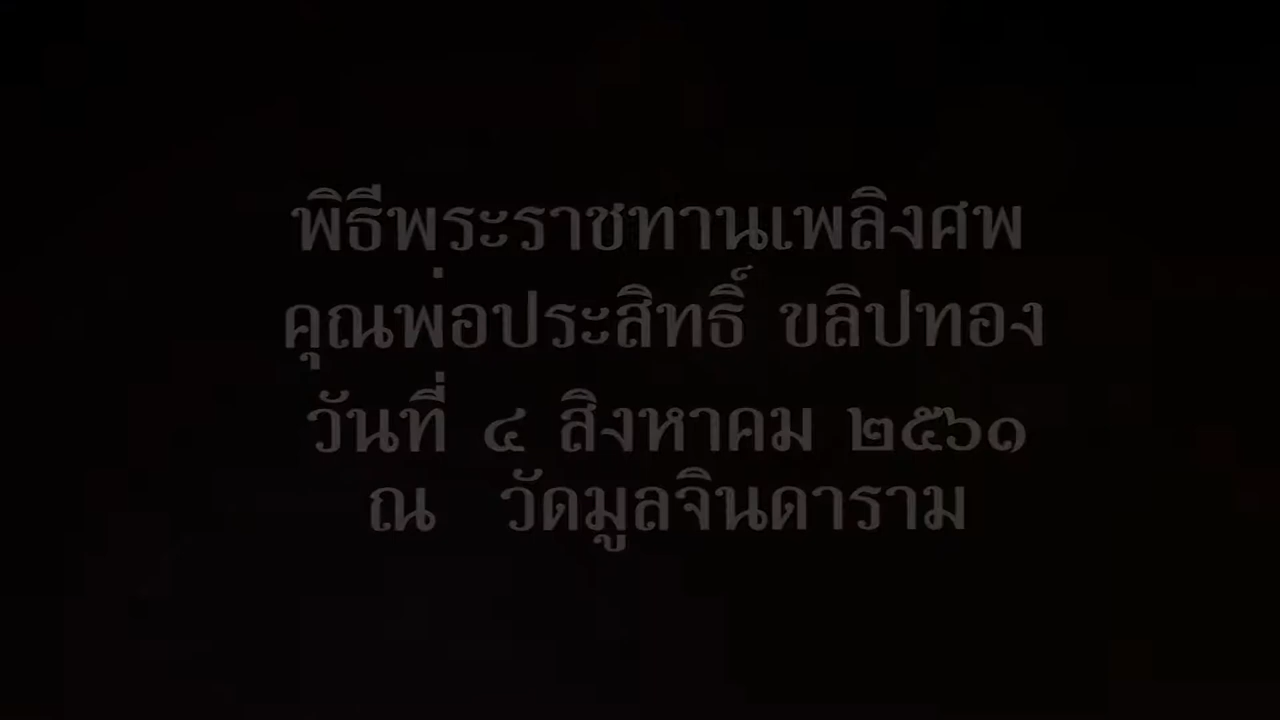 พิธีพระราชทานเพลิงศพ
คุณพ่อประสิทธิ์ ขลิปทอง
วันที่ ๔ สิงหาคม ๒๕๖๑
ณ วัดมูลจินดาราม